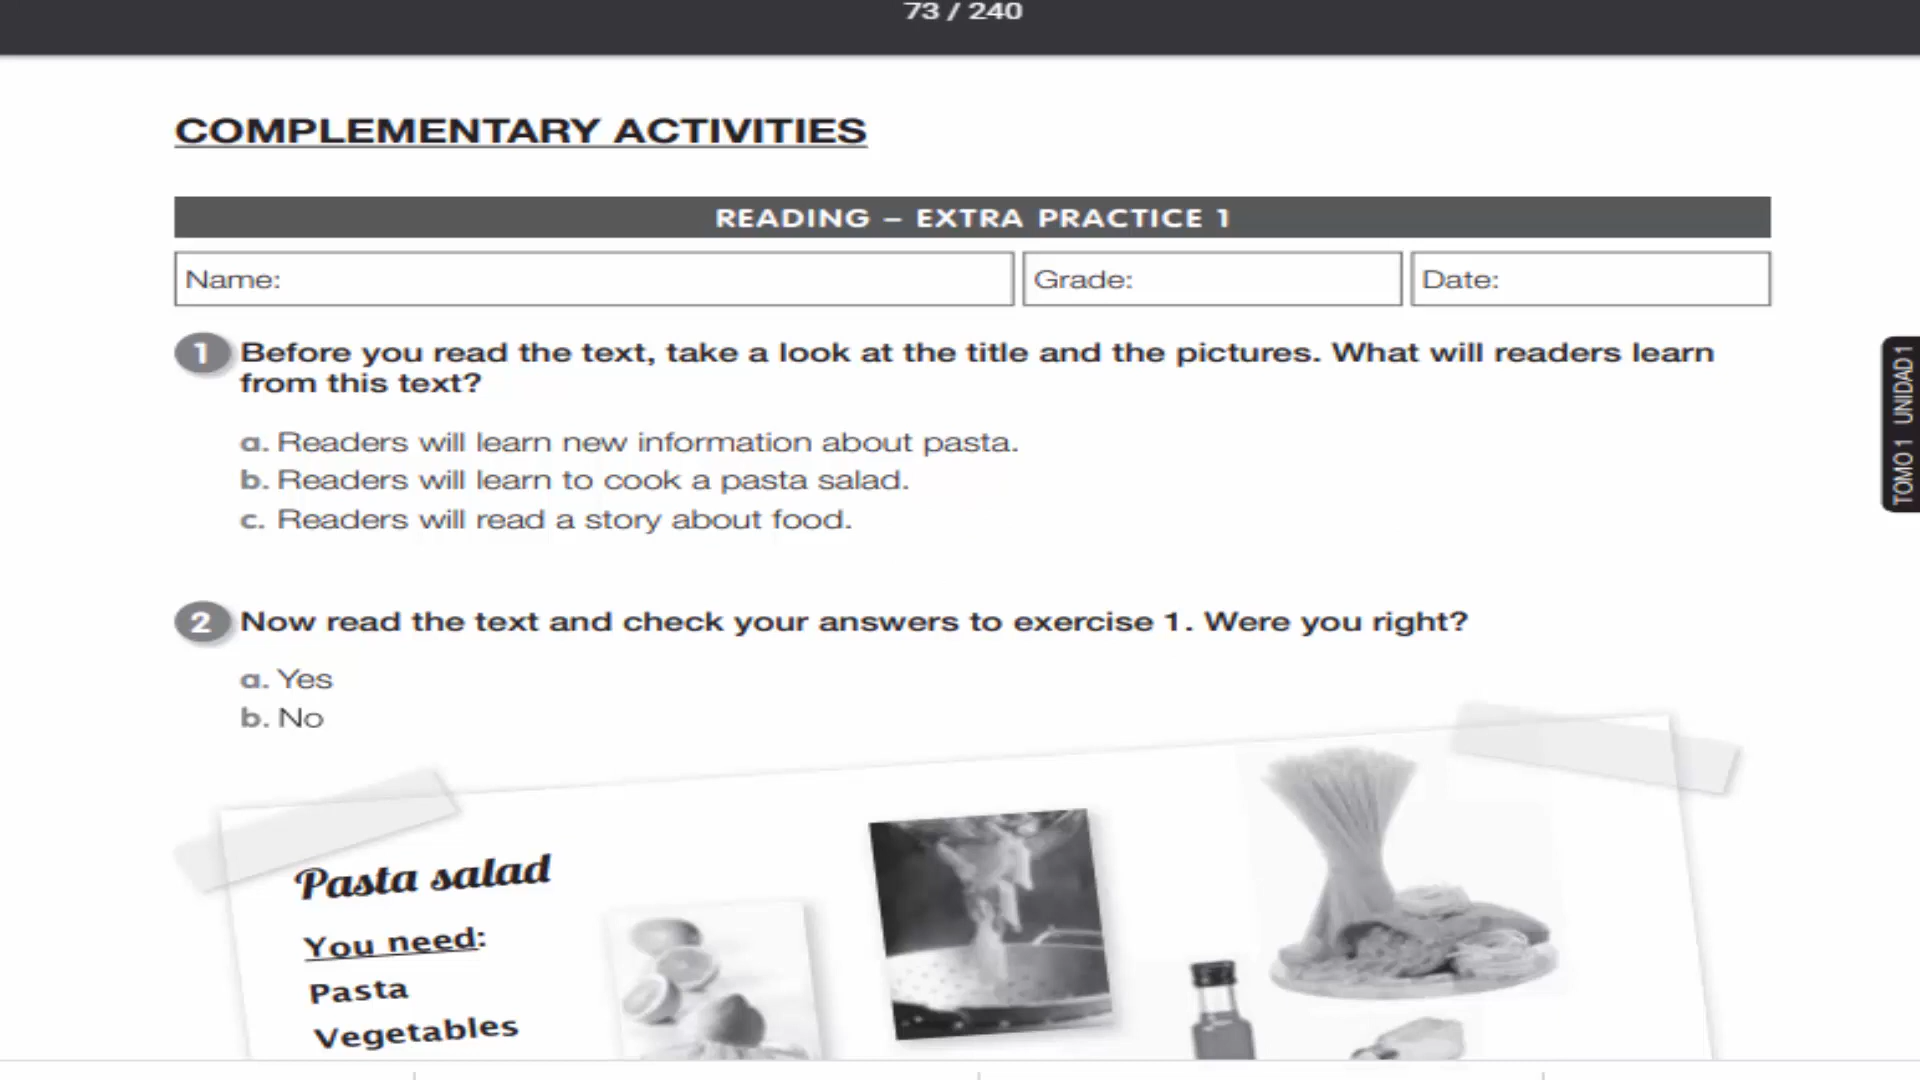 73 / 240
COMPLEMENTARY ACTIVITIES
READING – EXTRA PRACTICE 1
Name:
Grade:
Date:
1 Before you read the text, take a look at the title and the pictures. What will readers learn
from this text?
a. Readers will learn new information about pasta.
b. Readers will learn to cook a pasta salad.
c. Readers will read a story about food.
TOMO 1 UNIDAD 1
2 Now read the text and check your answers to exercise 1. Were you right?
a. Yes
b. No
Pasta salad
You need:
Pasta
Vegetables